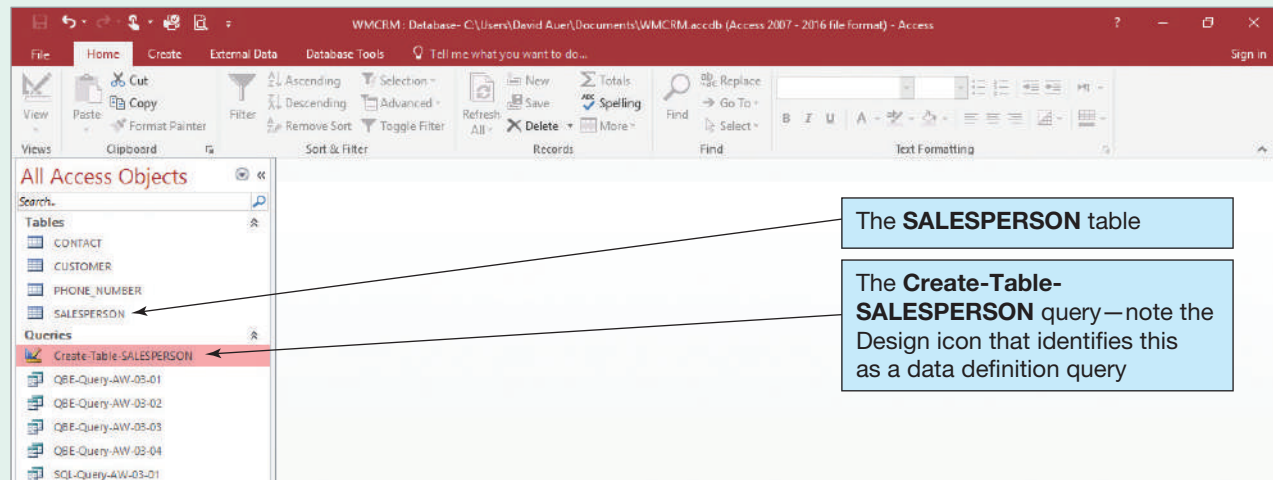 WMCRM : Database- C:\Users\David Auer\Documents\WMCRM.accdb (Access 2007 - 2016 file format) - Access
?
File Home Create External Data Database Tools Tell me what you want to do... Sign in
View
Paste
Cut
Copy
Format Painter
Filter
Ascending
Descending
Remove Sort
Selection
Advanced
Toggle Filter
Refresh
All
New
Save
Delete
Totals
Spelling
More
Find
Replace
Go To
Select
B I U A
Views Clipboard Sort & Filter Records Find Text Formatting
All Access Objects
Search..
Tables
CONTACT
CUSTOMER
PHONE_NUMBER
SALESPERSON
Queries
Create-Table-SALESPERSON
QBE-Query-AW-03-01
QBE-Query-AW-03-02
QBE-Query-AW-03-03
QBE-Query-AW-03-04
SQL-Query-AW-03-01
The SALESPERSON table
The Create-Table-
SALESPERSON query—note the
Design icon that identifies this
as a data definition query